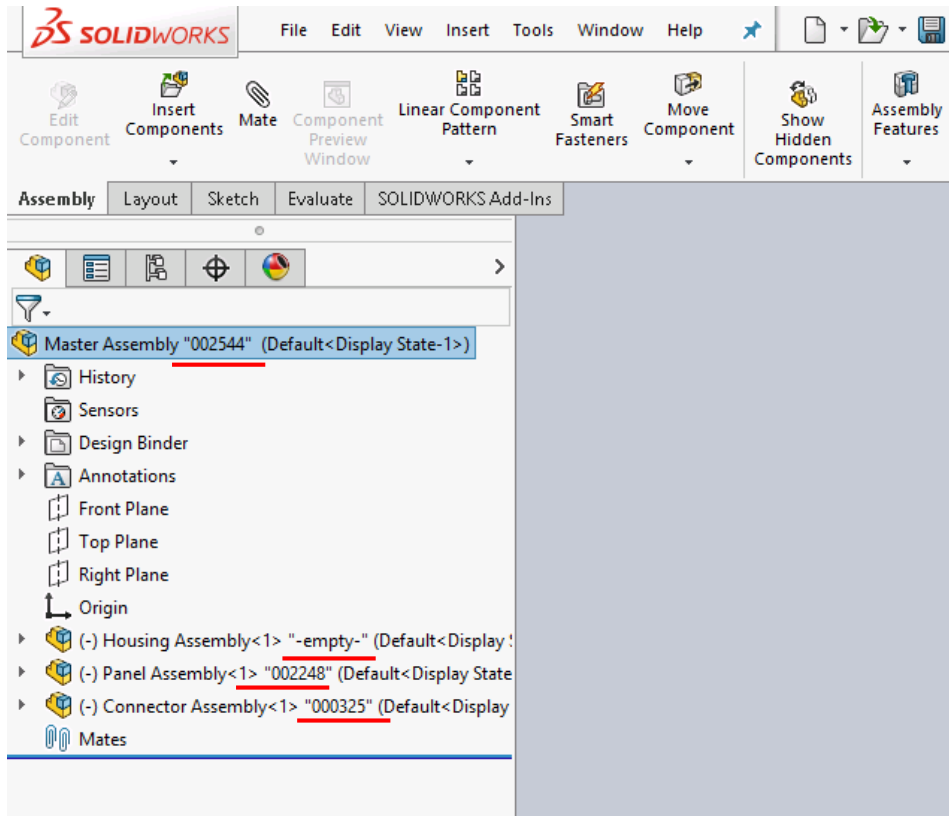 SOLIDWORKS File Edit View Insert Tools Window Help
Edit Component
Insert Components
Mate
Component Preview Window
Linear Component Pattern
Smart Fasteners
Move Component
Show Hidden Components
Assembly Features
Assembly Layout Sketch Evaluate SOLIDWORKS Add-Ins
Master Assembly "002544" (Default<Display State-1>)
History
Sensors
Design Binder
Annotations
Front Plane
Top Plane
Right Plane
Origin
(-) Housing Assembly<1> "-empty-" (Default<Display
(-) Panel Assembly<1> "002248" (Default<Display State
(-) Connector Assembly<1> "000325" (Default<Display
Mates